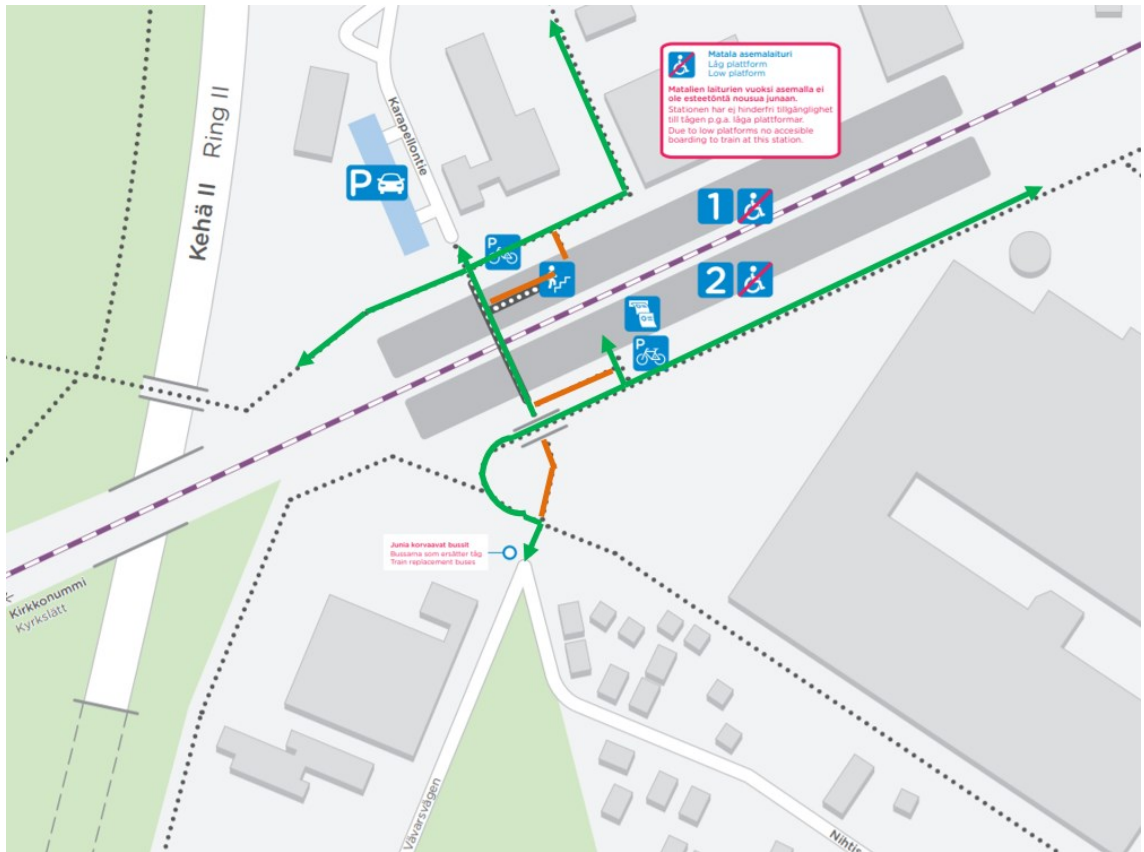 Kehä II Ring II
Karapellontie
P
P
Matala asemalaituri
Låg plattform
Low platform
Matalien laiturien vuoksi asemalla ei
ole esteetöntä nousua junaan.
Stationen har ej hinderfri tillgänglighet
till tågen p.g.a. låga plattformar.
Due to low platforms no accesible
boarding to train at this station.
1
2
P
Junia korvaavat bussit
Bussarna som ersätter tåg
Train replacement buses
Kirkkonummi
Kyrkslätt
Vävarsvägen
Nihtis